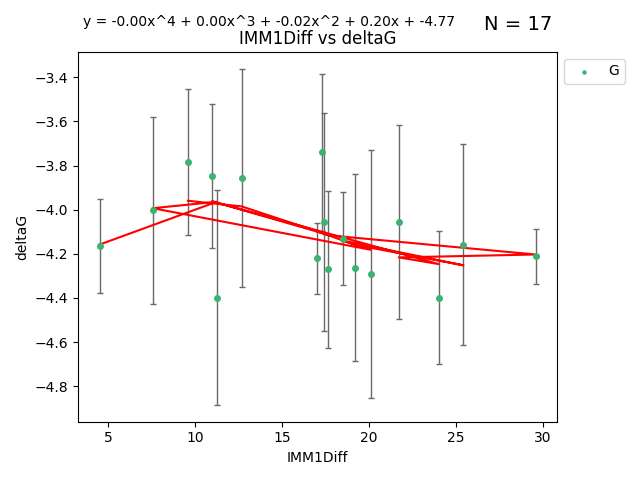 y = -0.00x^4 + 0.00x^3 + -0.02x^2 + 0.20x + -4.77
N = 17
IMM1Diff vs deltaG
G
−3.4
−3.6
−3.8
−4.0
−4.2
−4.4
−4.6
−4.8
deltaG
5 10 15 20 25 30
IMM1Diff